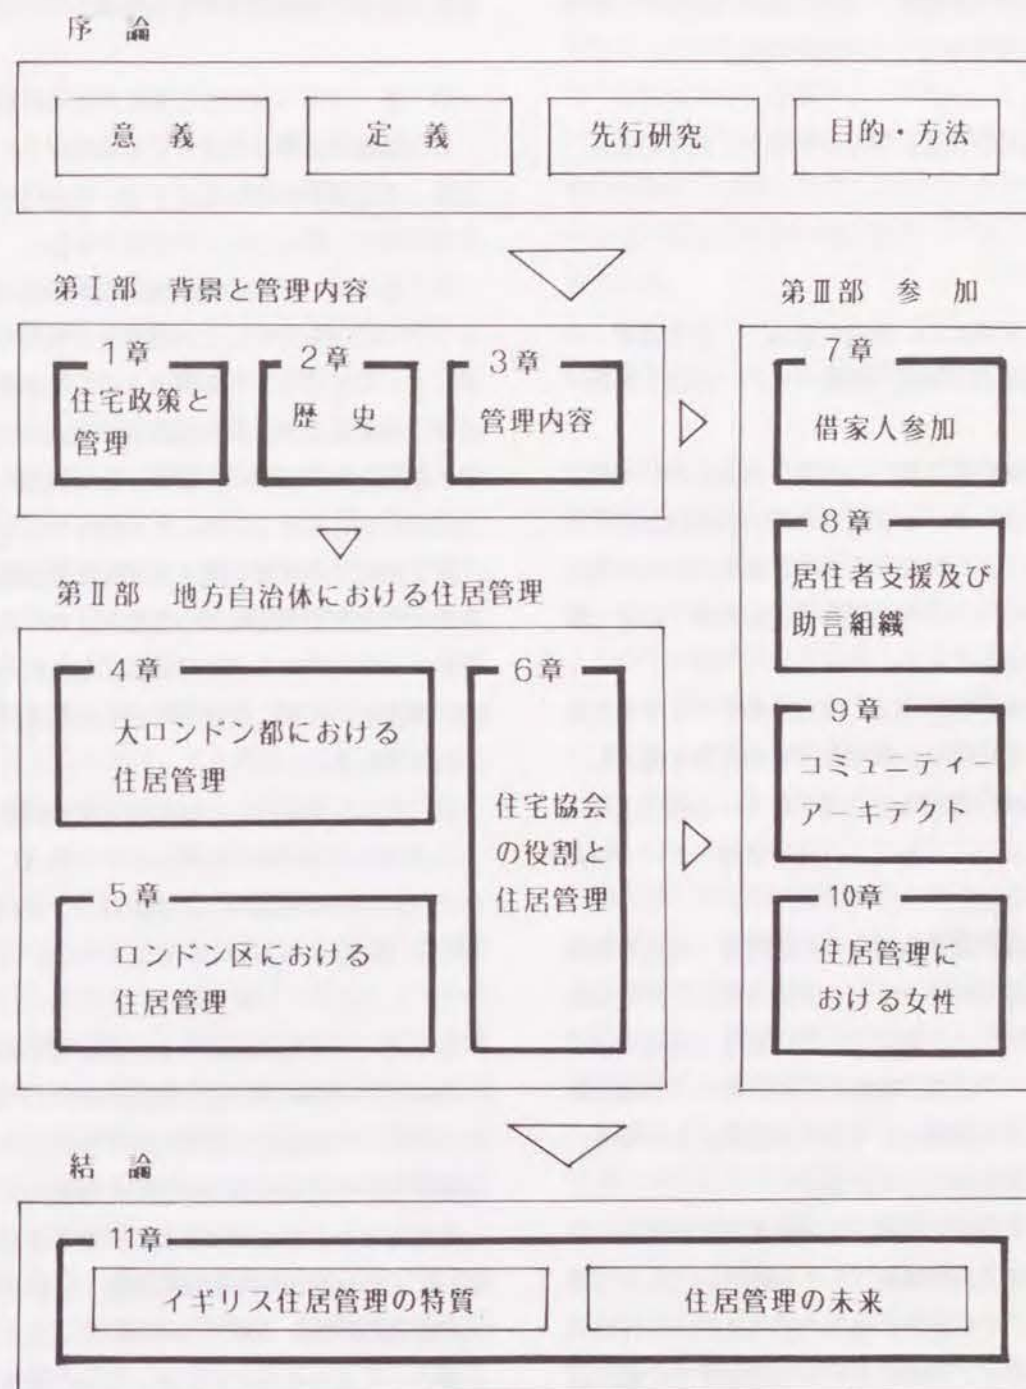 序 論
意 義
定 義
先行研究
目的・方法
第Ⅰ部 背景と管理内容
1章
住宅政策と
管理
2章
歴 史
3章
管理内容
第Ⅱ部 地方自治体における住居管理
4章
大ロンドン都における
住居管理
5章
ロンドン区における
住居管理
6章
住宅協会
の役割と
住居管理
第Ⅲ部 参 加
7章
借家人参加
8章
居住者支援及び
助言組織
9章
コミュニティー
アーキテクト
10章
住居管理に
おける女性
結 論
11章
イギリス住居管理の特質
住居管理の未来